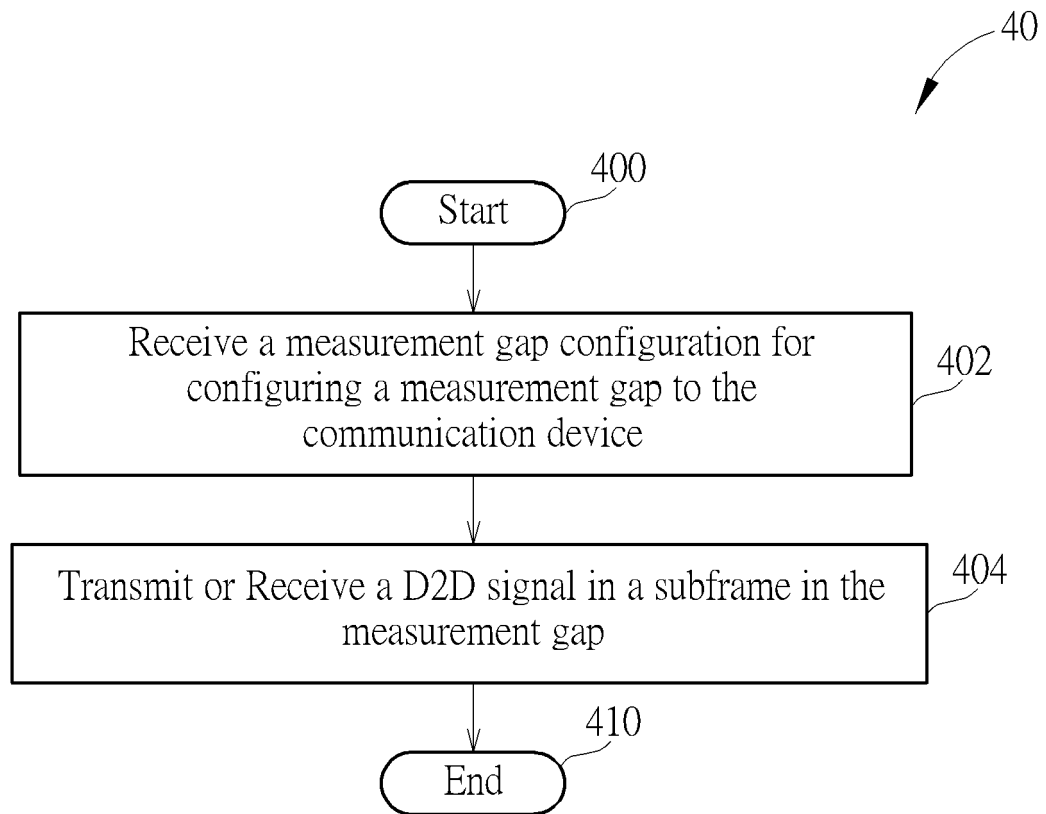 40
400
Start
Receive a measurement gap configuration for
configuring a measurement gap to the
communication device
402
Transmit or Receive a D2D signal in a subframe in the
measurement gap
404
410
End